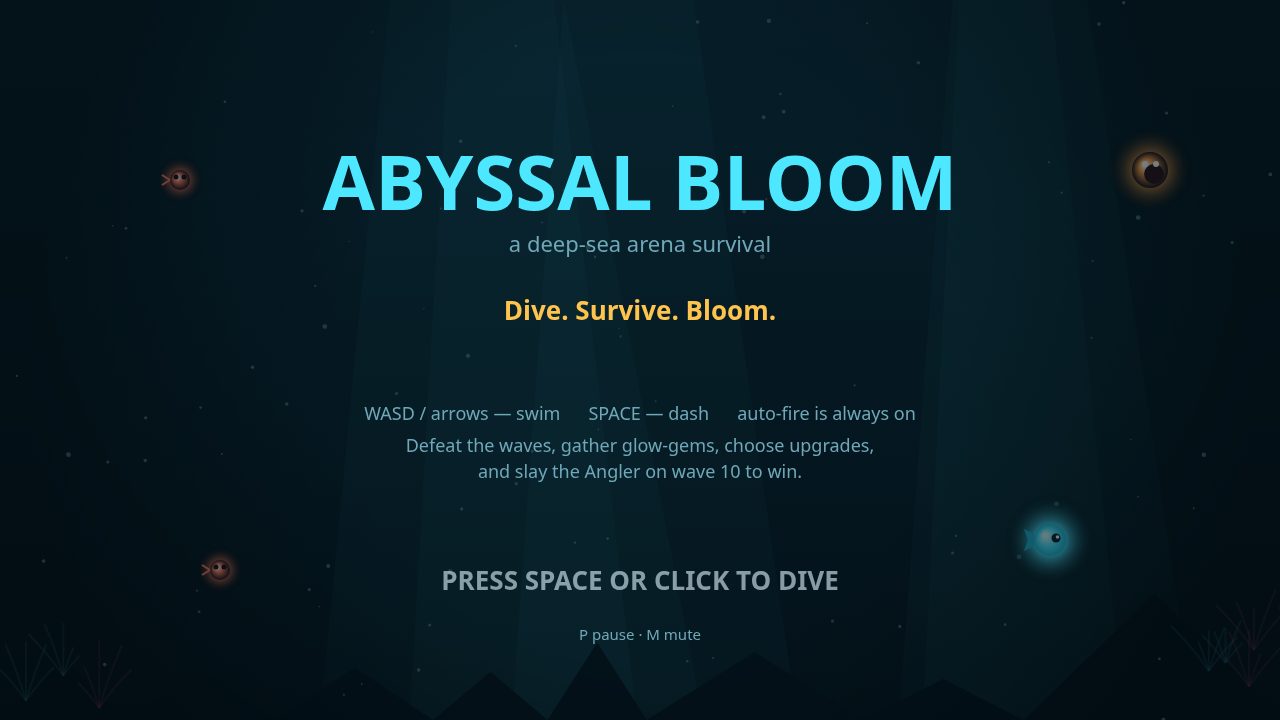 ABYSSAL BLOOM
a deep-sea arena survival
Dive. Survive. Bloom.
WASD / arrows — swim SPACE — dash auto-fire is always on
Defeat the waves, gather glow-gems, choose upgrades,
and slay the Angler on wave 10 to win.
PRESS SPACE OR CLICK TO DIVE
P pause · M mute